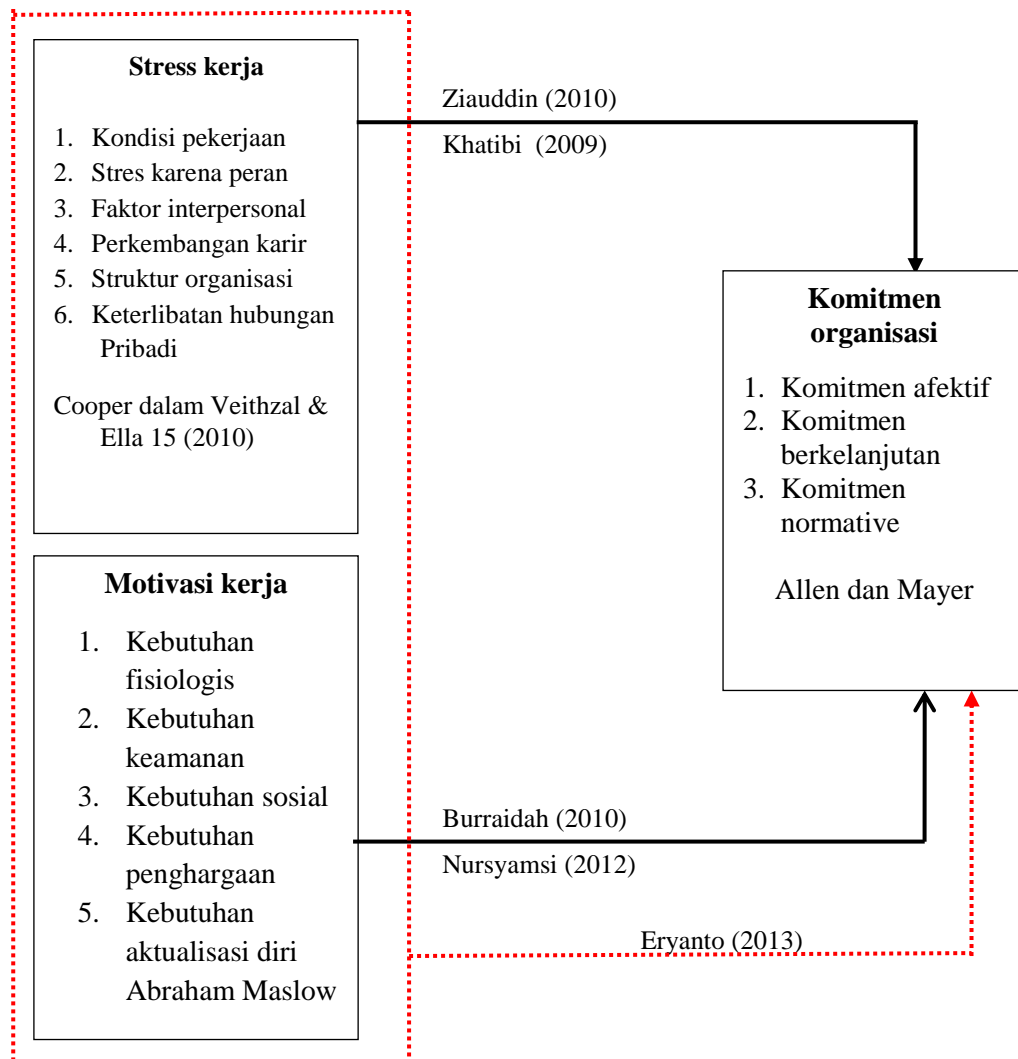 Stress kerja
1. Kondisi pekerjaan
2. Stres karena peran
3. Faktor interpersonal
4. Perkembangan karir
5. Struktur organisasi
6. Keterlibatan hubungan
Pribadi
Cooper dalam Veithzal &
Ella 15 (2010)
Ziauddin (2010)
Khatibi (2009)
Komitmen
organisasi
1. Komitmen afektif
2. Komitmen
berkelanjutan
3. Komitmen
normative
Allen dan Mayer
Motivasi kerja
1. Kebutuhan
fisiologis
2. Kebutuhan
keamanan
3. Kebutuhan sosial
4. Kebutuhan
penghargaan
5. Kebutuhan
aktualisasi diri
Abraham Maslow
Burraidah (2010)
Nursyamsi (2012)
Eryanto (2013)